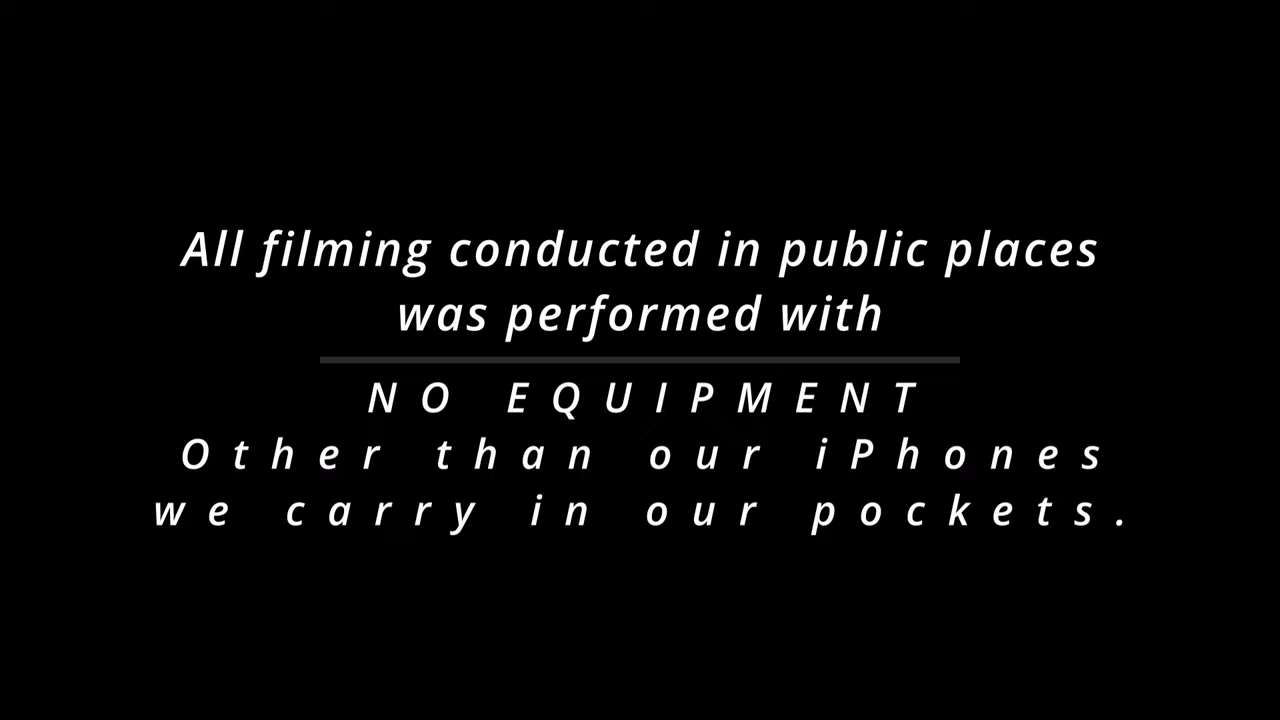 All filming conducted in public places
was performed with
NO EQUIPMENT
Other than our iPhones
we carry in our pockets.